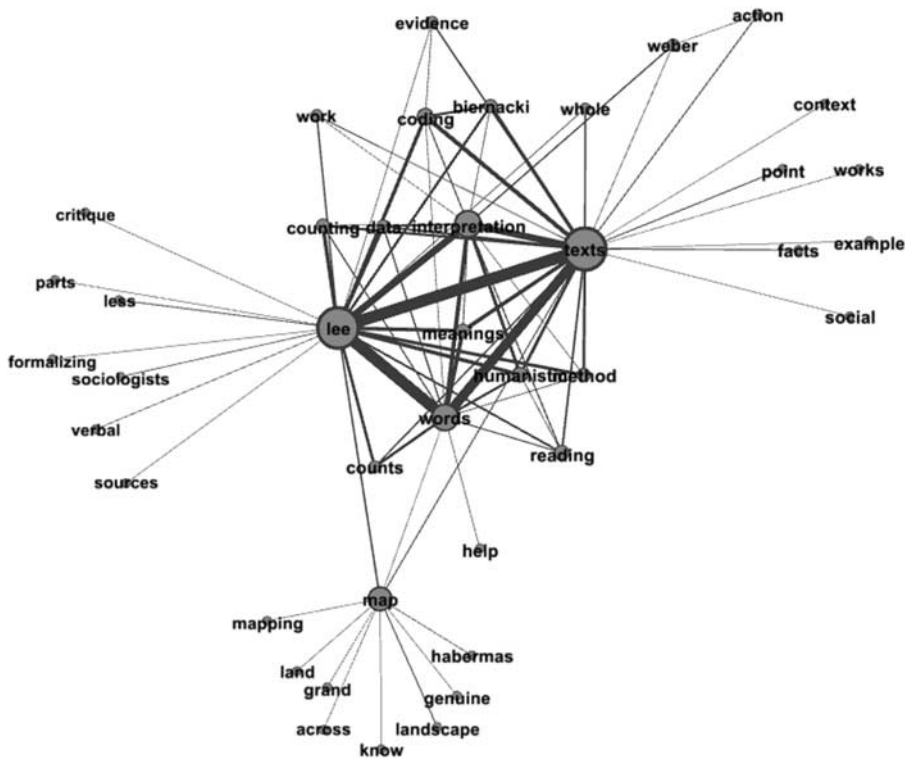 action
evidence
weber
biernacki
whole
context
work
coding
point
works
critique
counting
data
interpretation
texts
example
facts
parts
less
social
lee
meanings
formalizing
sociologists
humanistic
method
words
verbal
reading
counts
sources
help
map
mapping
habermas
land
grand
genuine
across
landscape
know